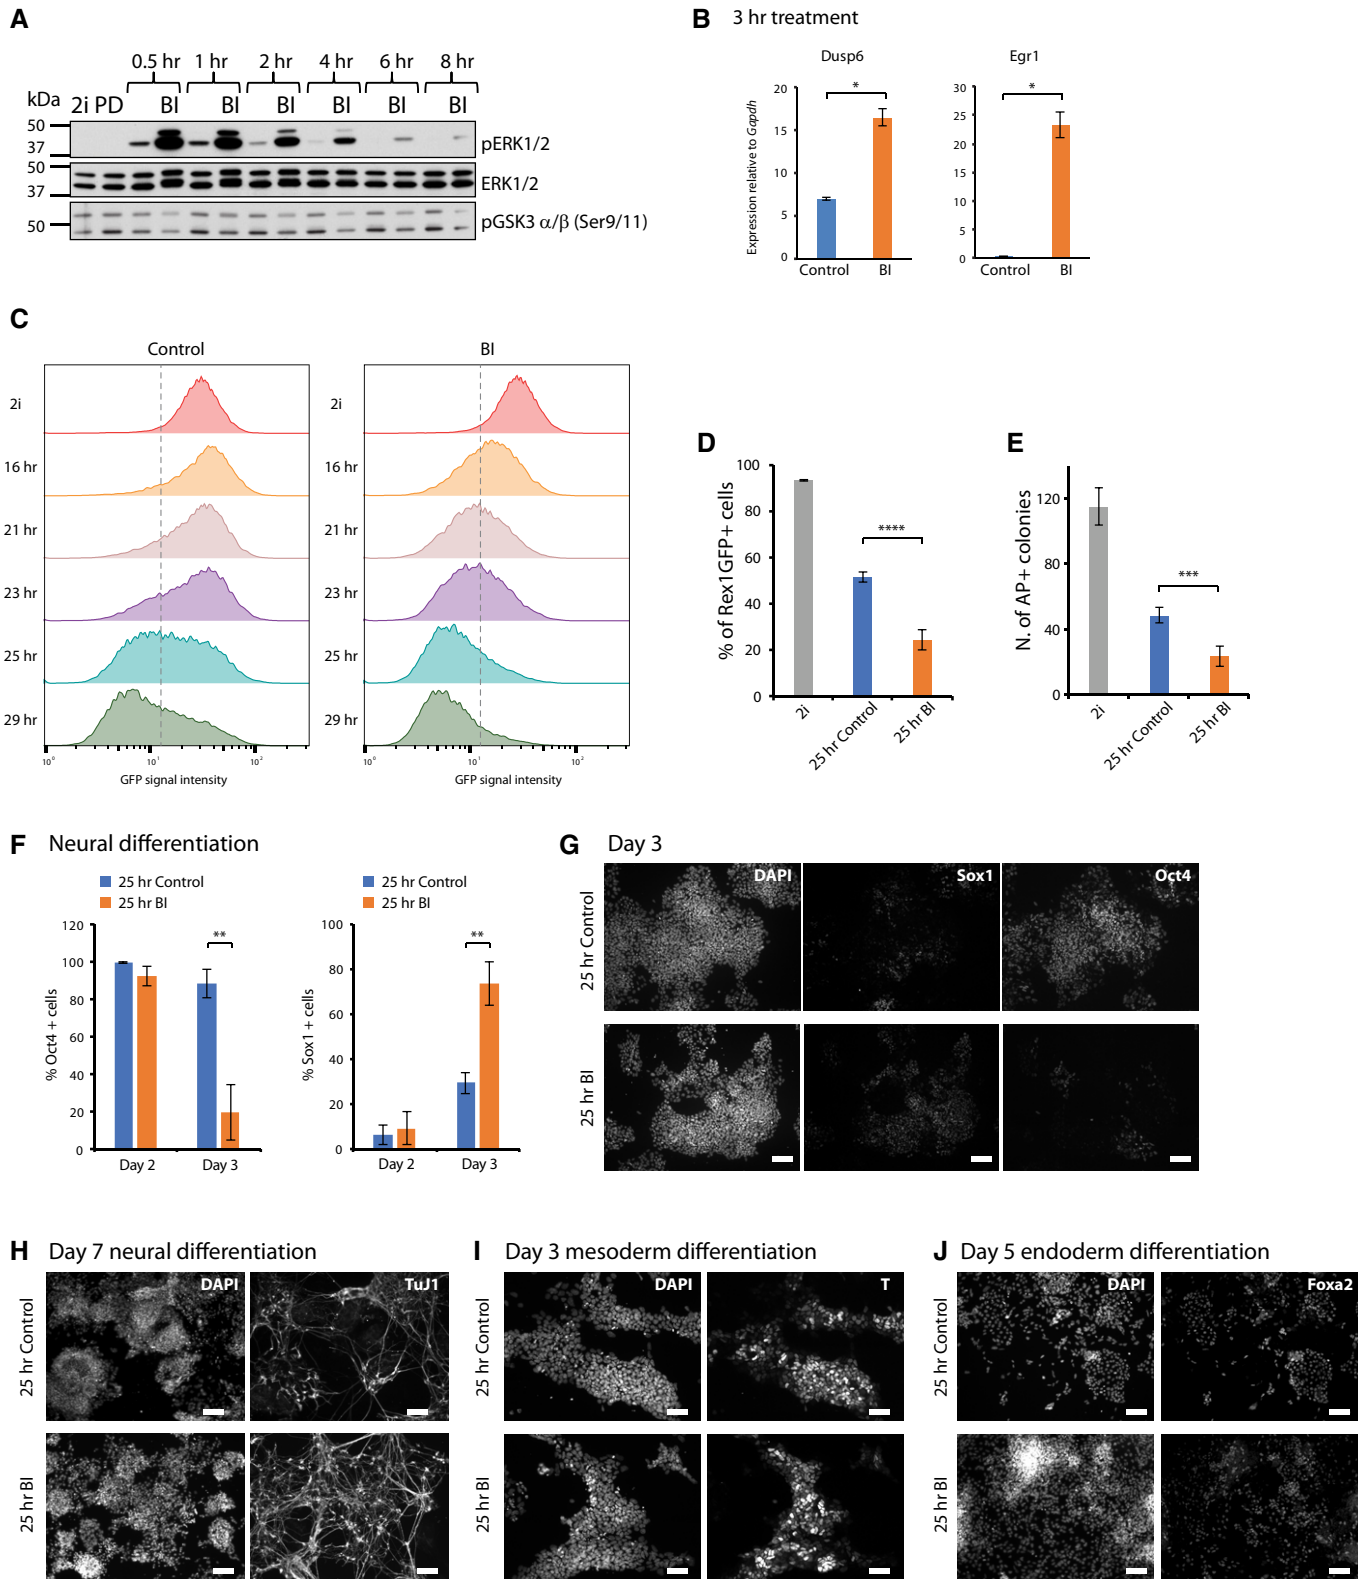 A
0.5 hr 1 hr 2 hr 4 hr 6 hr 8 hr
kDa 2i PD BI BI BI BI BI BI
50
37
pERK1/2
50
37
ERK1/2
50
pGSK3 α/β (Ser9/11)
B 3 hr treatment
Dusp6
Expression relative to Gapdh
20
15
10
5
0
*
Control BI
Egr1
30
25
20
15
10
5
0
*
Control BI
C
Control
2i
16 hr
21 hr
23 hr
25 hr
29 hr
10⁰ 10¹ 10²
GFP signal intensity
BI
2i
16 hr
21 hr
23 hr
25 hr
29 hr
10⁰ 10¹ 10²
GFP signal intensity
D
% of Rex1GFP+ cells
100
80
60
40
20
0
****
2i
25 hr Control
25 hr BI
E
N. of AP+ colonies
120
80
40
0
***
2i
25 hr Control
25 hr BI
F Neural differentiation
25 hr Control
25 hr BI
% Oct4 + cells
120
100
80
60
40
20
0
**
Day 2 Day 3
25 hr Control
25 hr BI
% Sox1 + cells
100
80
60
40
20
0
**
Day 2 Day 3
G Day 3
25 hr Control
DAPI
Sox1
Oct4
25 hr BI
H Day 7 neural differentiation
25 hr Control
DAPI
TuJ1
25 hr BI
I Day 3 mesoderm differentiation
25 hr Control
DAPI
T
25 hr BI
J Day 5 endoderm differentiation
25 hr Control
DAPI
Foxa2
25 hr BI